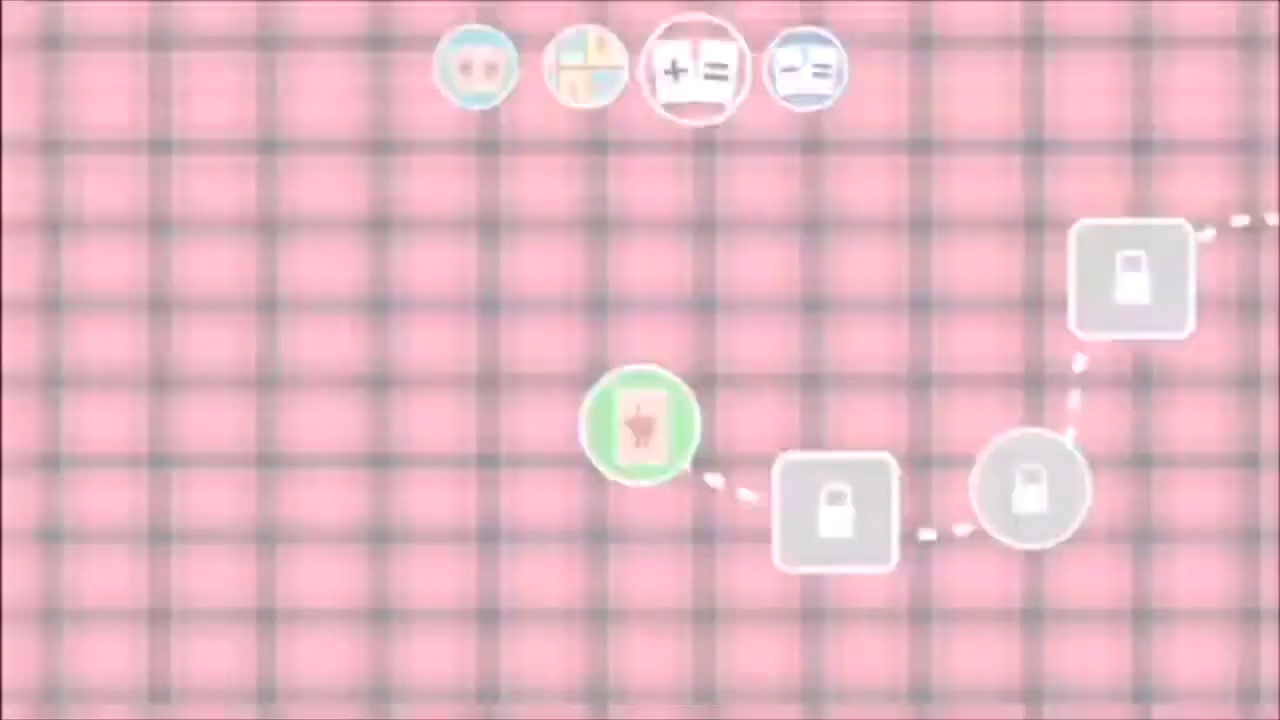 + =
- =